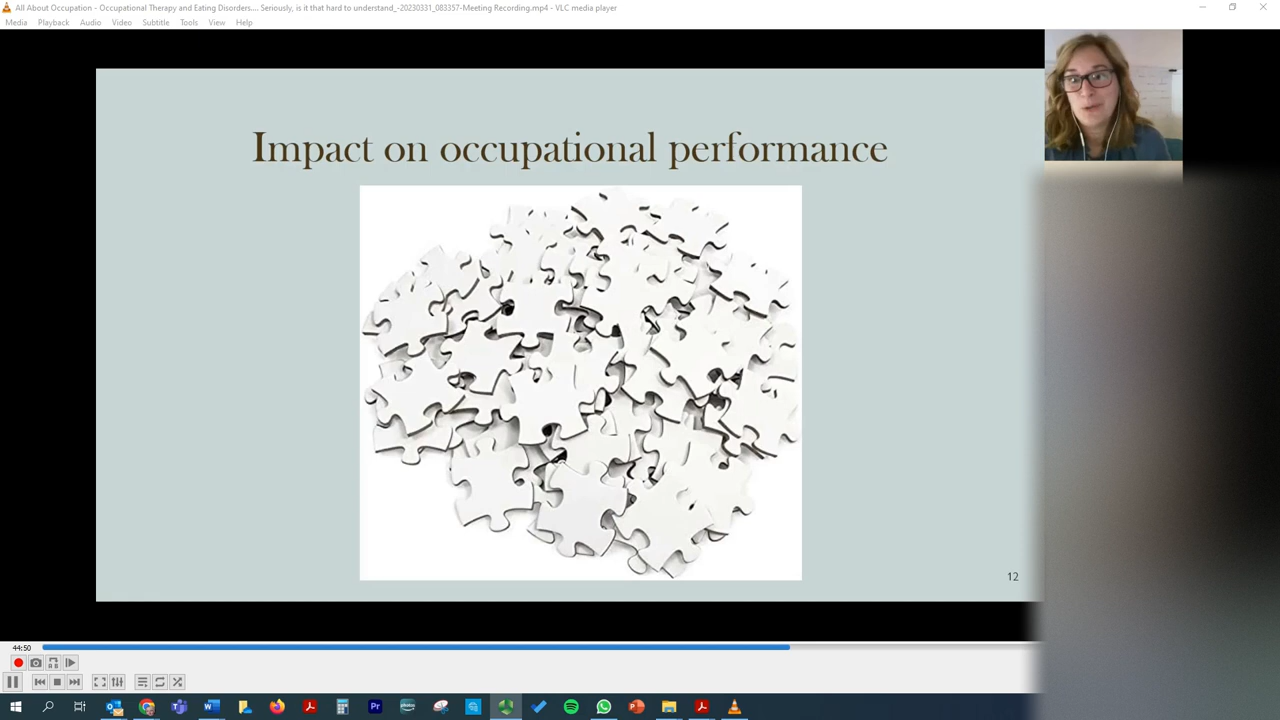 All About Occupation - Occupational Therapy and Eating Disorders.... Seriously, is it that hard to understand_-20230331_083357-Meeting Recording.mp4 - VLC media player
Media Playback Audio Video Subtitle Tools View Help
Impact on occupational performance
12
44:50